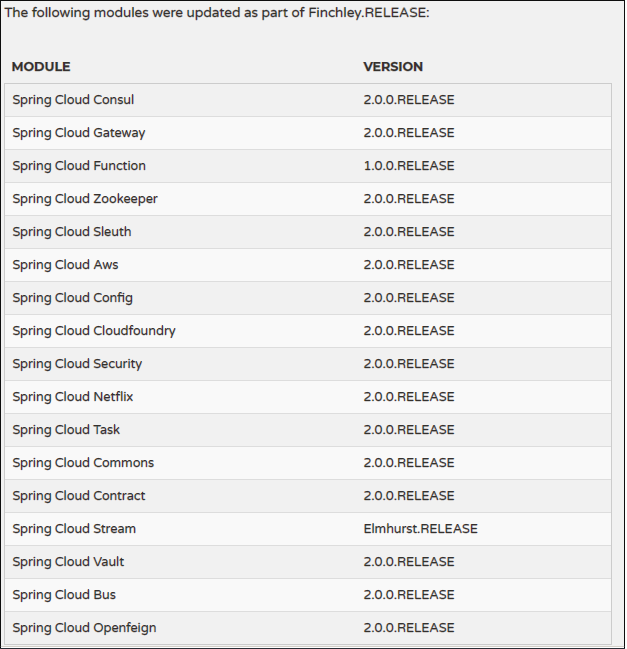 The following modules were updated as part of Finchley.RELEASE:
MODULE VERSION
Spring Cloud Consul 2.0.0.RELEASE
Spring Cloud Gateway 2.0.0.RELEASE
Spring Cloud Function 1.0.0.RELEASE
Spring Cloud Zookeeper 2.0.0.RELEASE
Spring Cloud Sleuth 2.0.0.RELEASE
Spring Cloud Aws 2.0.0.RELEASE
Spring Cloud Config 2.0.0.RELEASE
Spring Cloud Cloudfoundry 2.0.0.RELEASE
Spring Cloud Security 2.0.0.RELEASE
Spring Cloud Netflix 2.0.0.RELEASE
Spring Cloud Task 2.0.0.RELEASE
Spring Cloud Commons 2.0.0.RELEASE
Spring Cloud Contract 2.0.0.RELEASE
Spring Cloud Stream Elmhurst.RELEASE
Spring Cloud Vault 2.0.0.RELEASE
Spring Cloud Bus 2.0.0.RELEASE
Spring Cloud Openfeign 2.0.0.RELEASE